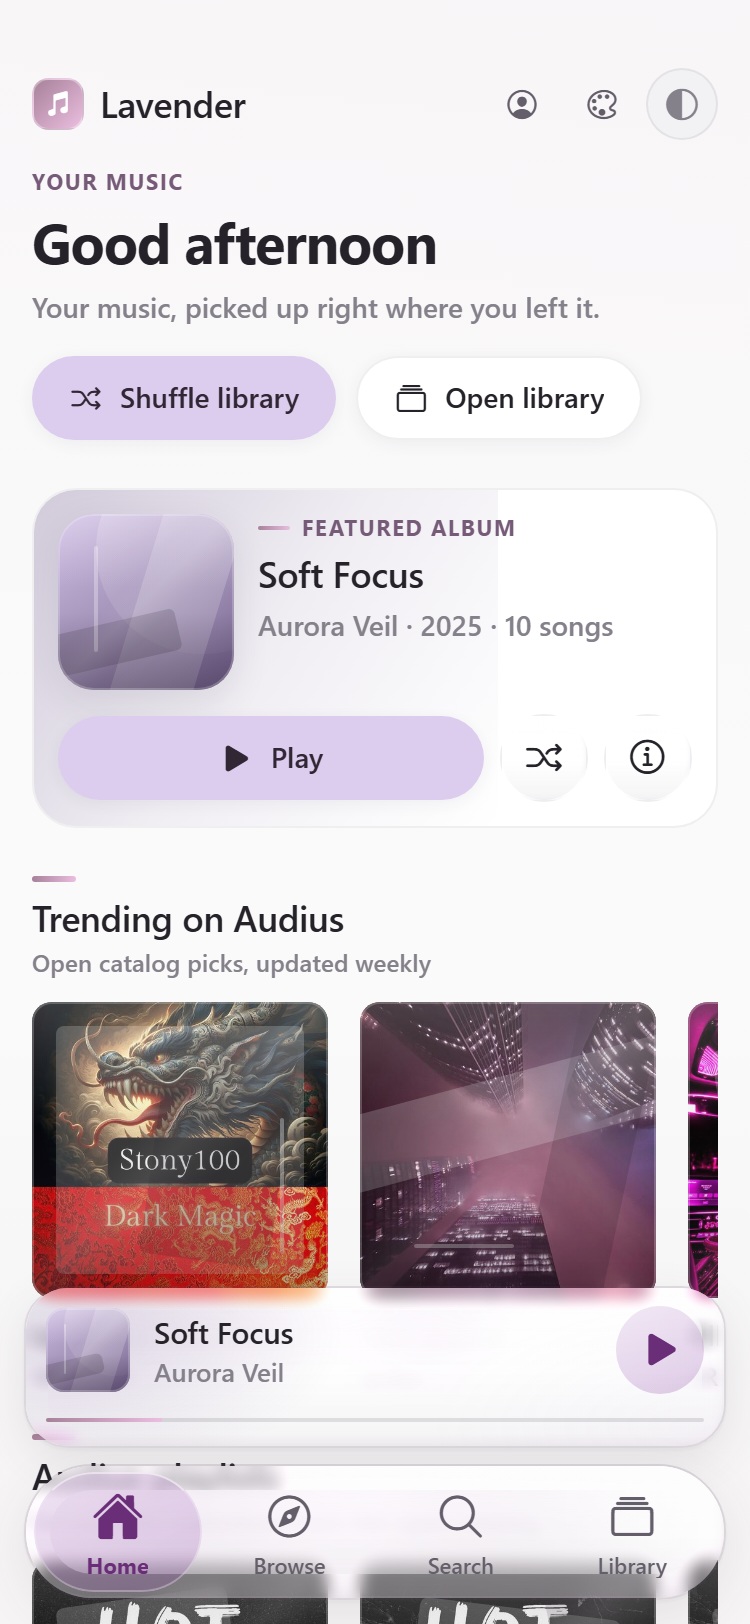 Lavender
YOUR MUSIC
Good afternoon
Your music, picked up right where you left it.
Shuffle library
Open library
FEATURED ALBUM
Soft Focus
Aurora Veil · 2025 · 10 songs
Play
Trending on Audius
Open catalog picks, updated weekly
Stony100
Dark Magic
Soft Focus
Aurora Veil
Home
Browse
Search
Library